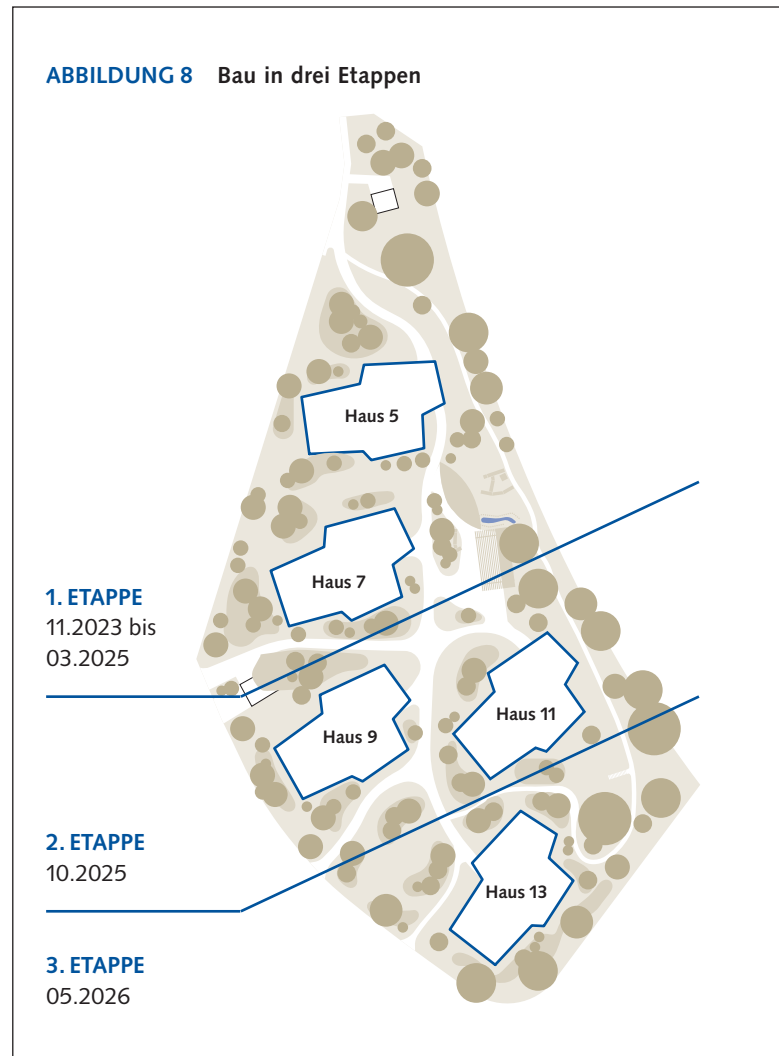 ABBILDUNG 8 Bau in drei Etappen
Haus 5
Haus 7
1. ETAPPE
11.2023 bis
03.2025
Haus 11
Haus 9
2. ETAPPE
10.2025
Haus 13
3. ETAPPE
05.2026